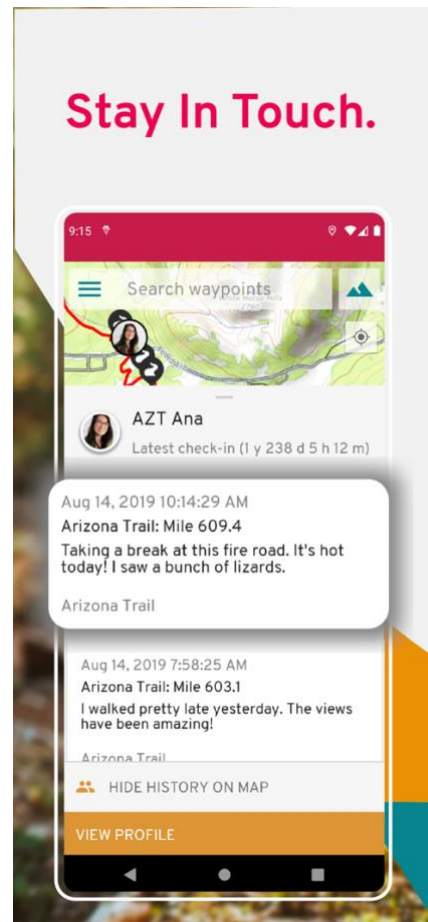 Stay In Touch.
9:15
Search waypoints
12
AZT Ana
Latest check-in (1 y 238 d 5 h 12 m)
Aug 14, 2019 10:14:29 AM
Arizona Trail: Mile 609.4
Taking a break at this fire road. It's hot
today! I saw a bunch of lizards.
Arizona Trail
Aug 14, 2019 7:58:25 AM
Arizona Trail: Mile 603.1
I walked pretty late yesterday. The views
have been amazing!
Arizona Trail
HIDE HISTORY ON MAP
VIEW PROFILE